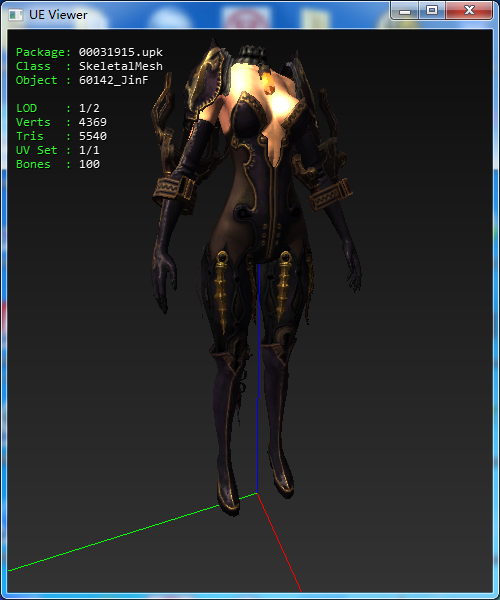 UE Viewer
Package: 00031915.upk
Class : SkeletalMesh
Object : 60142_JinF
LOD : 1/2
Verts : 4369
Tris : 5540
UV Set : 1/1
Bones : 100